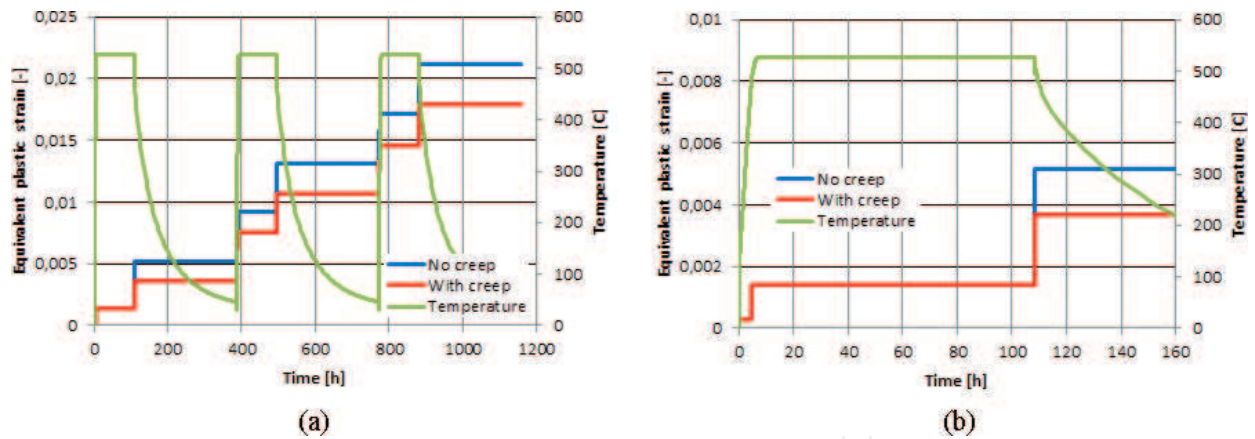 0,025
0,02
0,015
0,01
0,005
0
Equivalent plastic strain [-]
600
500
400
300
200
100
0
Temperature [C]
No creep
With creep
Temperature
0 200 400 600 800 1000 1200
Time [h]
(a)
0,01
0,008
0,006
0,004
0,002
0
Equivalent plastic strain [-]
600
500
400
300
200
100
0
Temperature [C]
No creep
With creep
Temperature
0 20 40 60 80 100 120 140 160
Time [h]
(b)